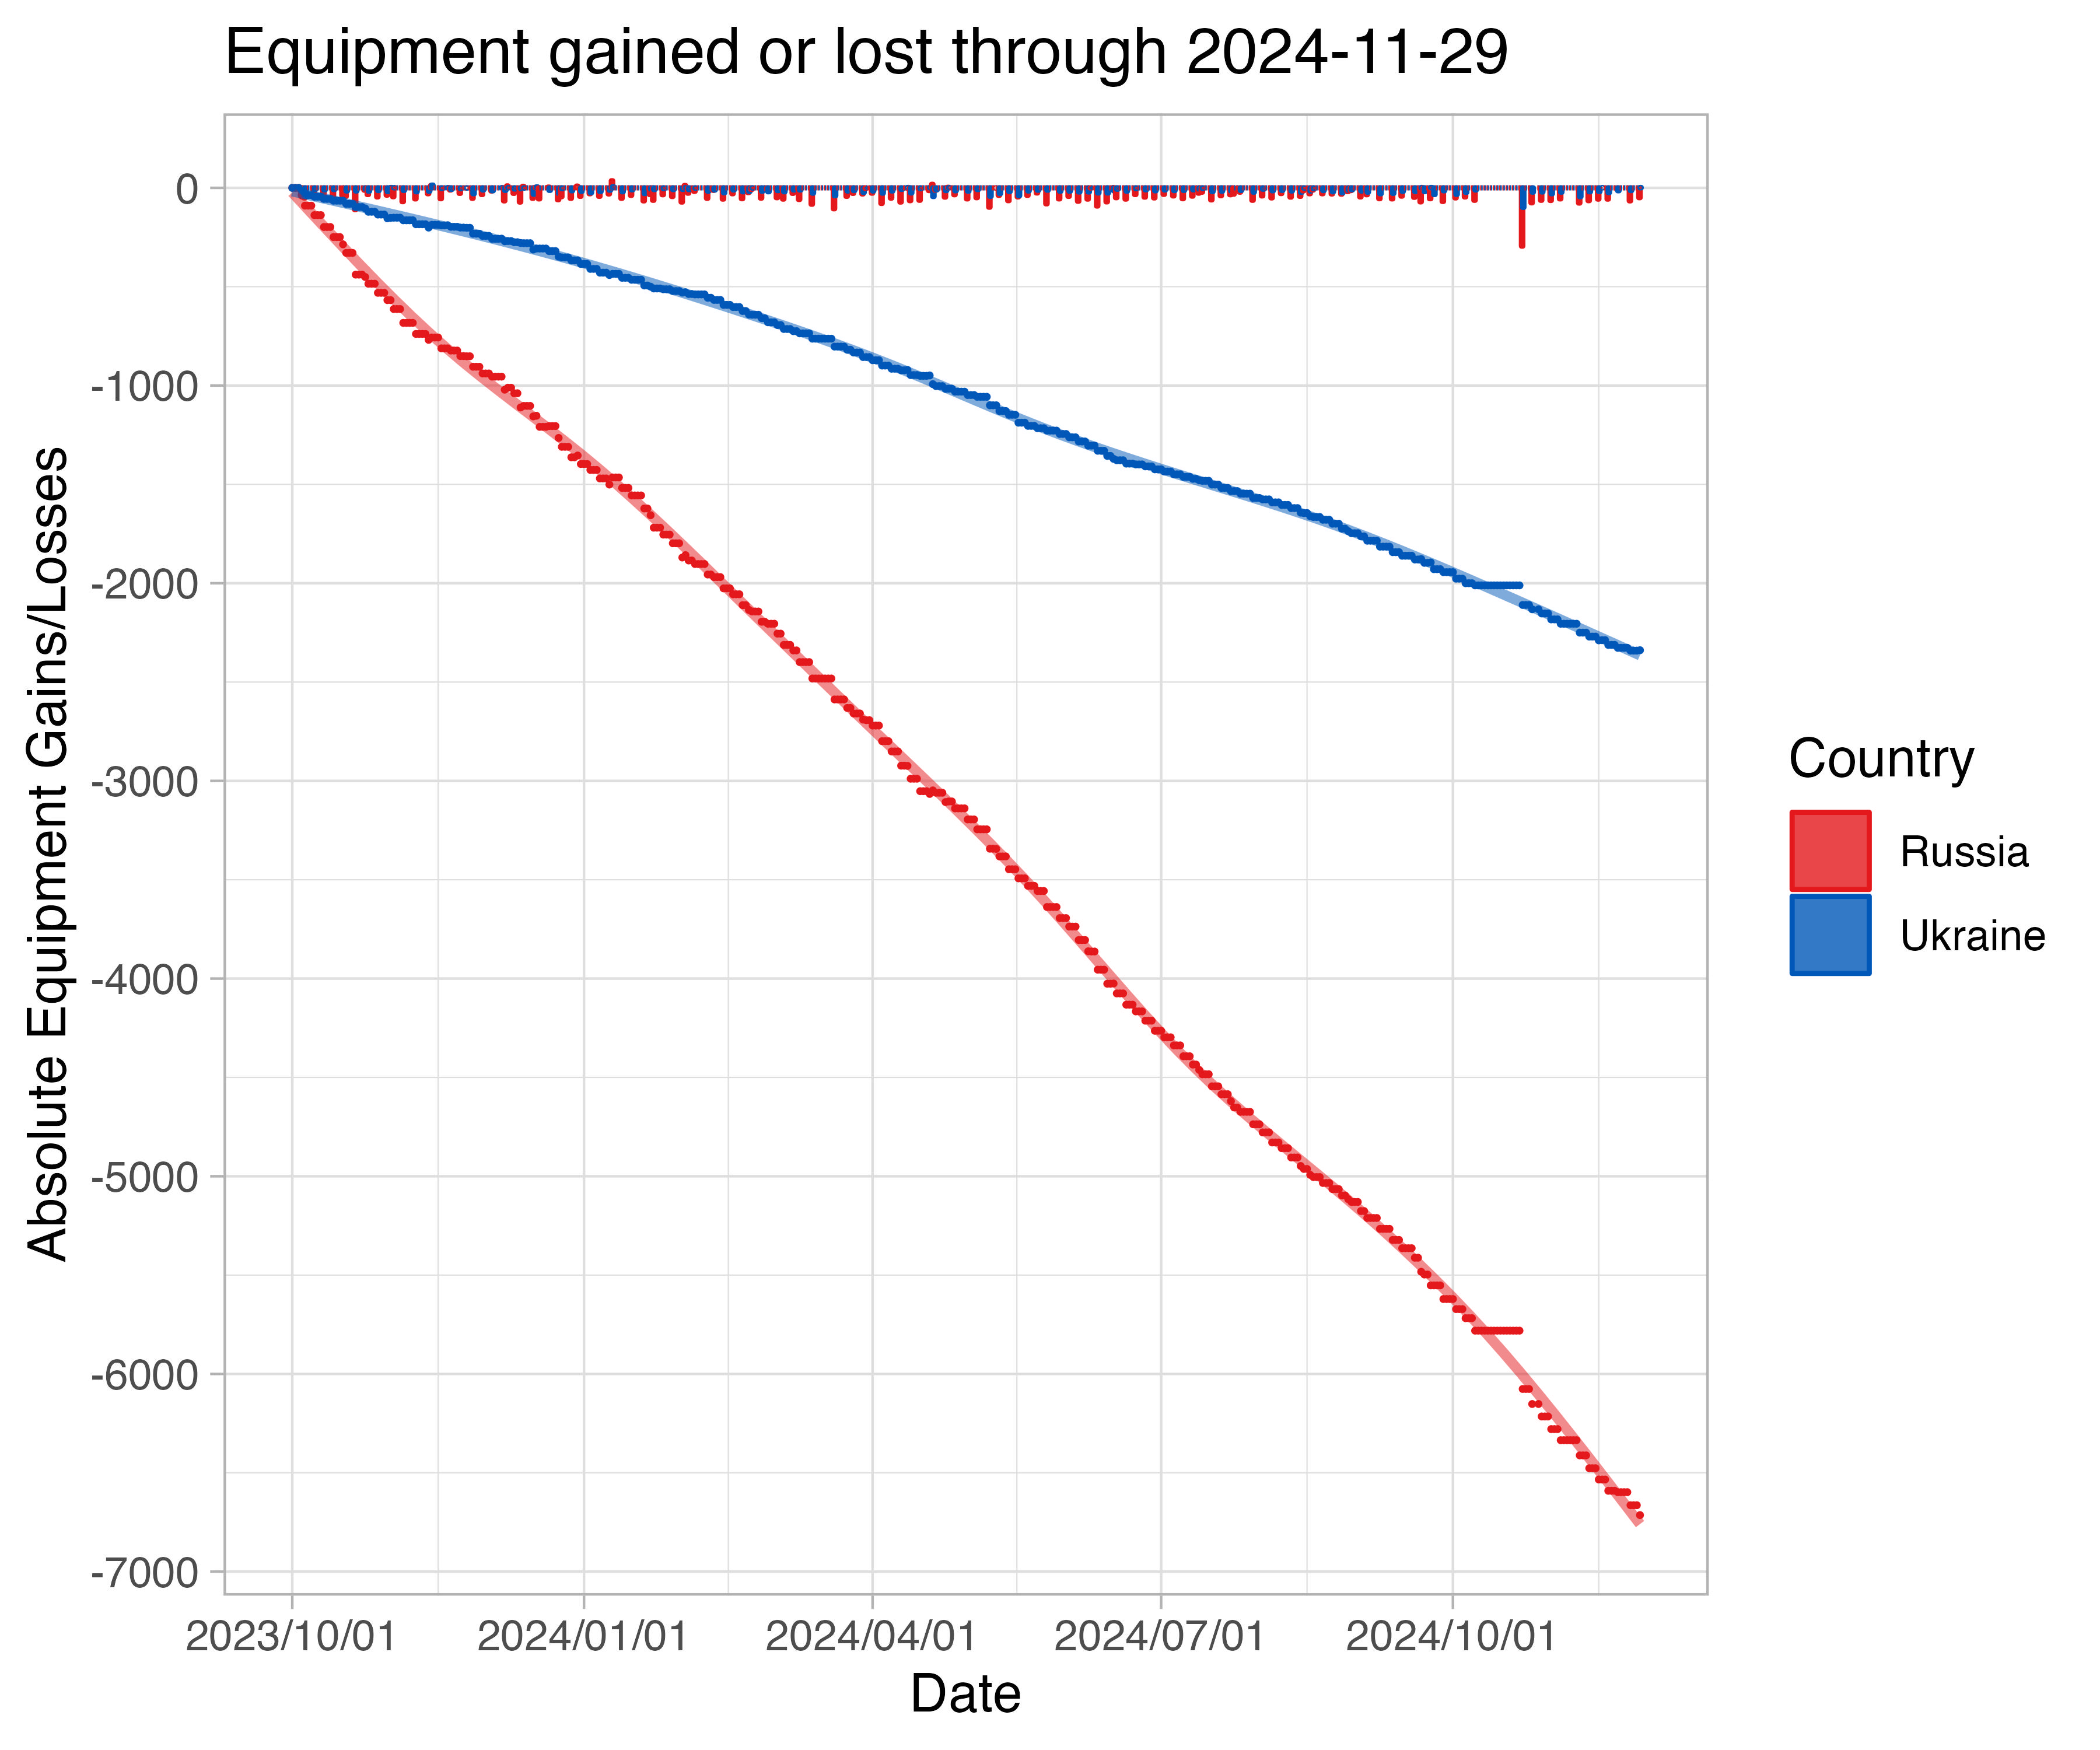 Equipment gained or lost through 2024-11-29
Absolute Equipment Gains/Losses
0
-1000
-2000
-3000
-4000
-5000
-6000
-7000
2023/10/01
2024/01/01
2024/04/01
2024/07/01
2024/10/01
Date
Country
Russia
Ukraine